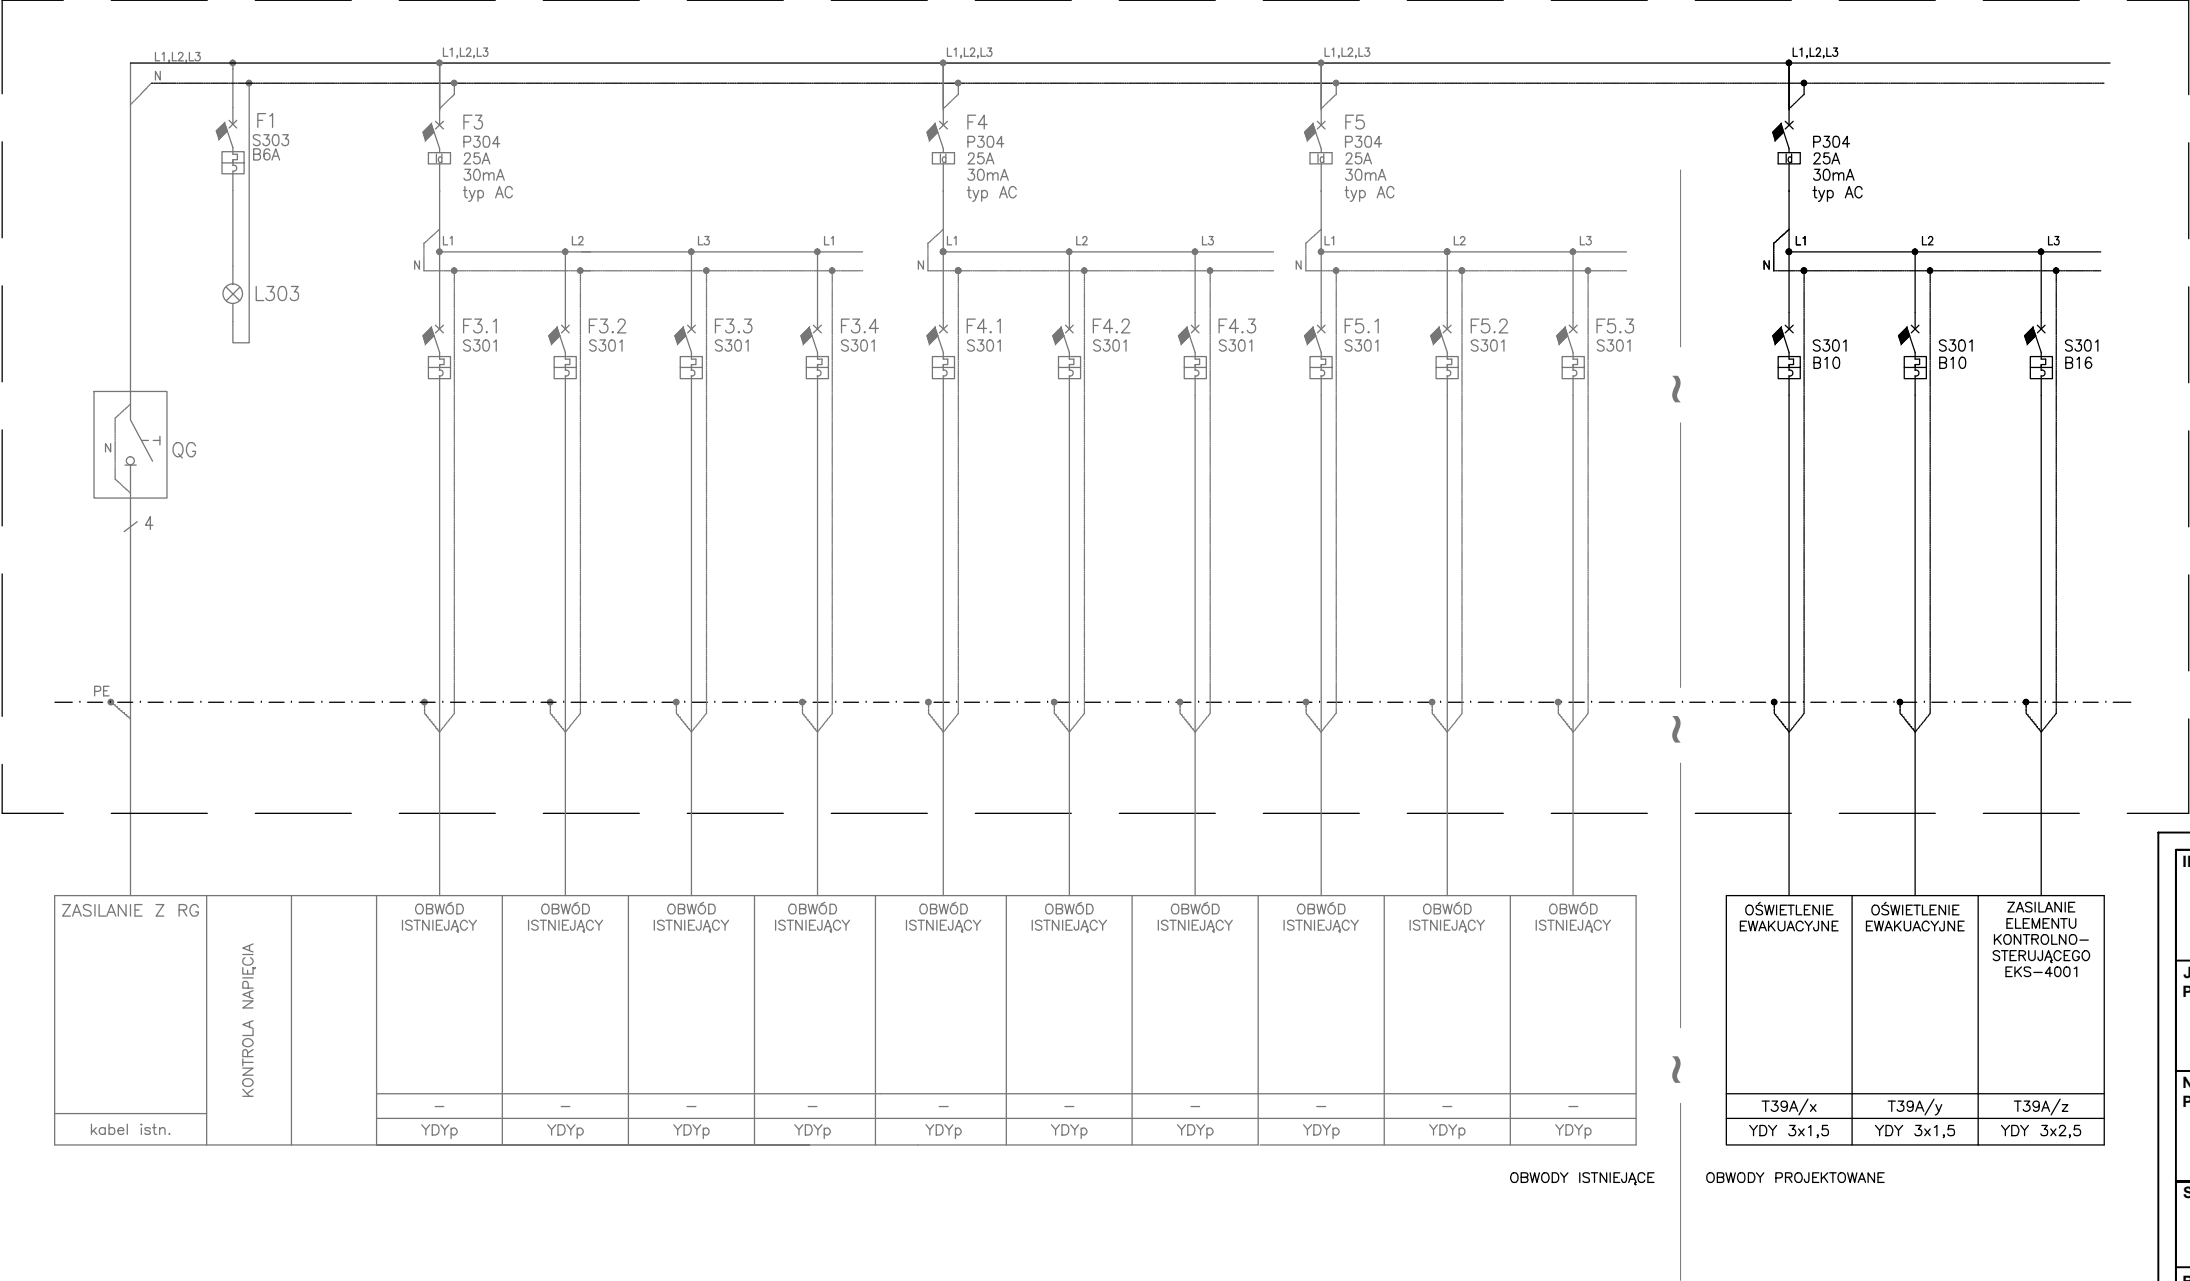 L1,L2,L3
N
L1,L2,L3
L1,L2,L3
L1,L2,L3
L1,L2,L3
F1
S303
B6A
F3
P304
25A
30mA
typ AC
F4
P304
25A
30mA
typ AC
F5
P304
25A
30mA
typ AC
P304
25A
30mA
typ AC
Id
Id
Id
Id
L1
L2
L3
L1
N
L1
L2
L3
N
L1
L2
L3
N
L1
L2
L3
N
L303
F3.1
S301
F3.2
S301
F3.3
S301
F3.4
S301
F4.1
S301
F4.2
S301
F4.3
S301
F5.1
S301
F5.2
S301
F5.3
S301
S301
B10
S301
B10
S301
B16
N
QG
4
PE
ZASILANIE Z RG
kabel istn.
KONTROLA NAPIĘCIA
OBWÓD
ISTNIEJĄCY
–
YDYp
OBWÓD
ISTNIEJĄCY
–
YDYp
OBWÓD
ISTNIEJĄCY
–
YDYp
OBWÓD
ISTNIEJĄCY
–
YDYp
OBWÓD
ISTNIEJĄCY
–
YDYp
OBWÓD
ISTNIEJĄCY
–
YDYp
OBWÓD
ISTNIEJĄCY
–
YDYp
OBWÓD
ISTNIEJĄCY
–
YDYp
OBWÓD
ISTNIEJĄCY
–
YDYp
OBWÓD
ISTNIEJĄCY
–
YDYp
OŚWIETLENIE
EWAKUACYJNE
T39A/x
YDY 3x1,5
OŚWIETLENIE
EWAKUACYJNE
T39A/y
YDY 3x1,5
ZASILANIE
ELEMENTU
KONTROLNO–
STERUJĄCEGO
EKS–4001
T39A/z
YDY 3x2,5
OBWODY ISTNIEJĄCE
OBWODY PROJEKTOWANE